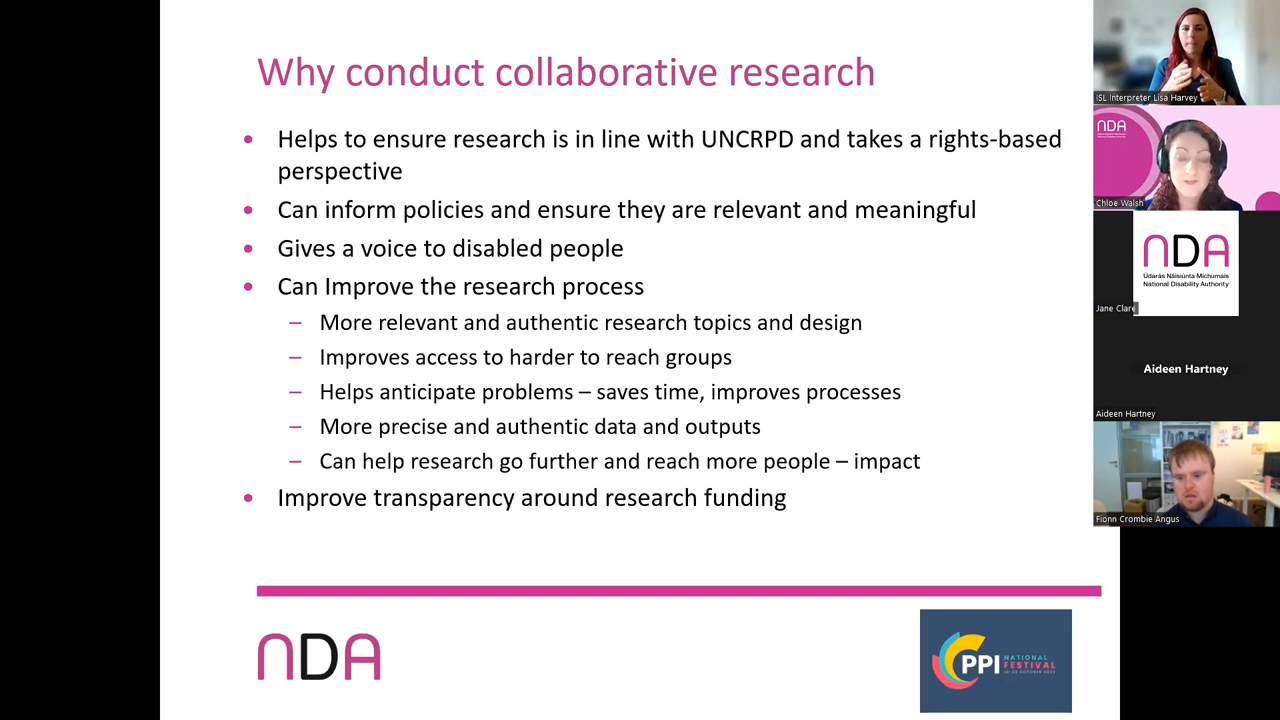 Why conduct collaborative research
• Helps to ensure research is in line with UNCRPD and takes a rights-based
perspective
• Can inform policies and ensure they are relevant and meaningful
• Gives a voice to disabled people
• Can Improve the research process
– More relevant and authentic research topics and design
– Improves access to harder to reach groups
– Helps anticipate problems – saves time, improves processes
– More precise and authentic data and outputs
– Can help research go further and reach more people – impact
• Improve transparency around research funding
NDA
PPI
NATIONAL
FESTIVAL
ISL Interpreter Lisa Harvey
NDA
Chloe Walsh
NDA
Údarás Náisiúnta Míchumais
National Disability Authority
Jane Clare
Aideen Hartney
Aideen Hartney
Fionn Crombie Angus